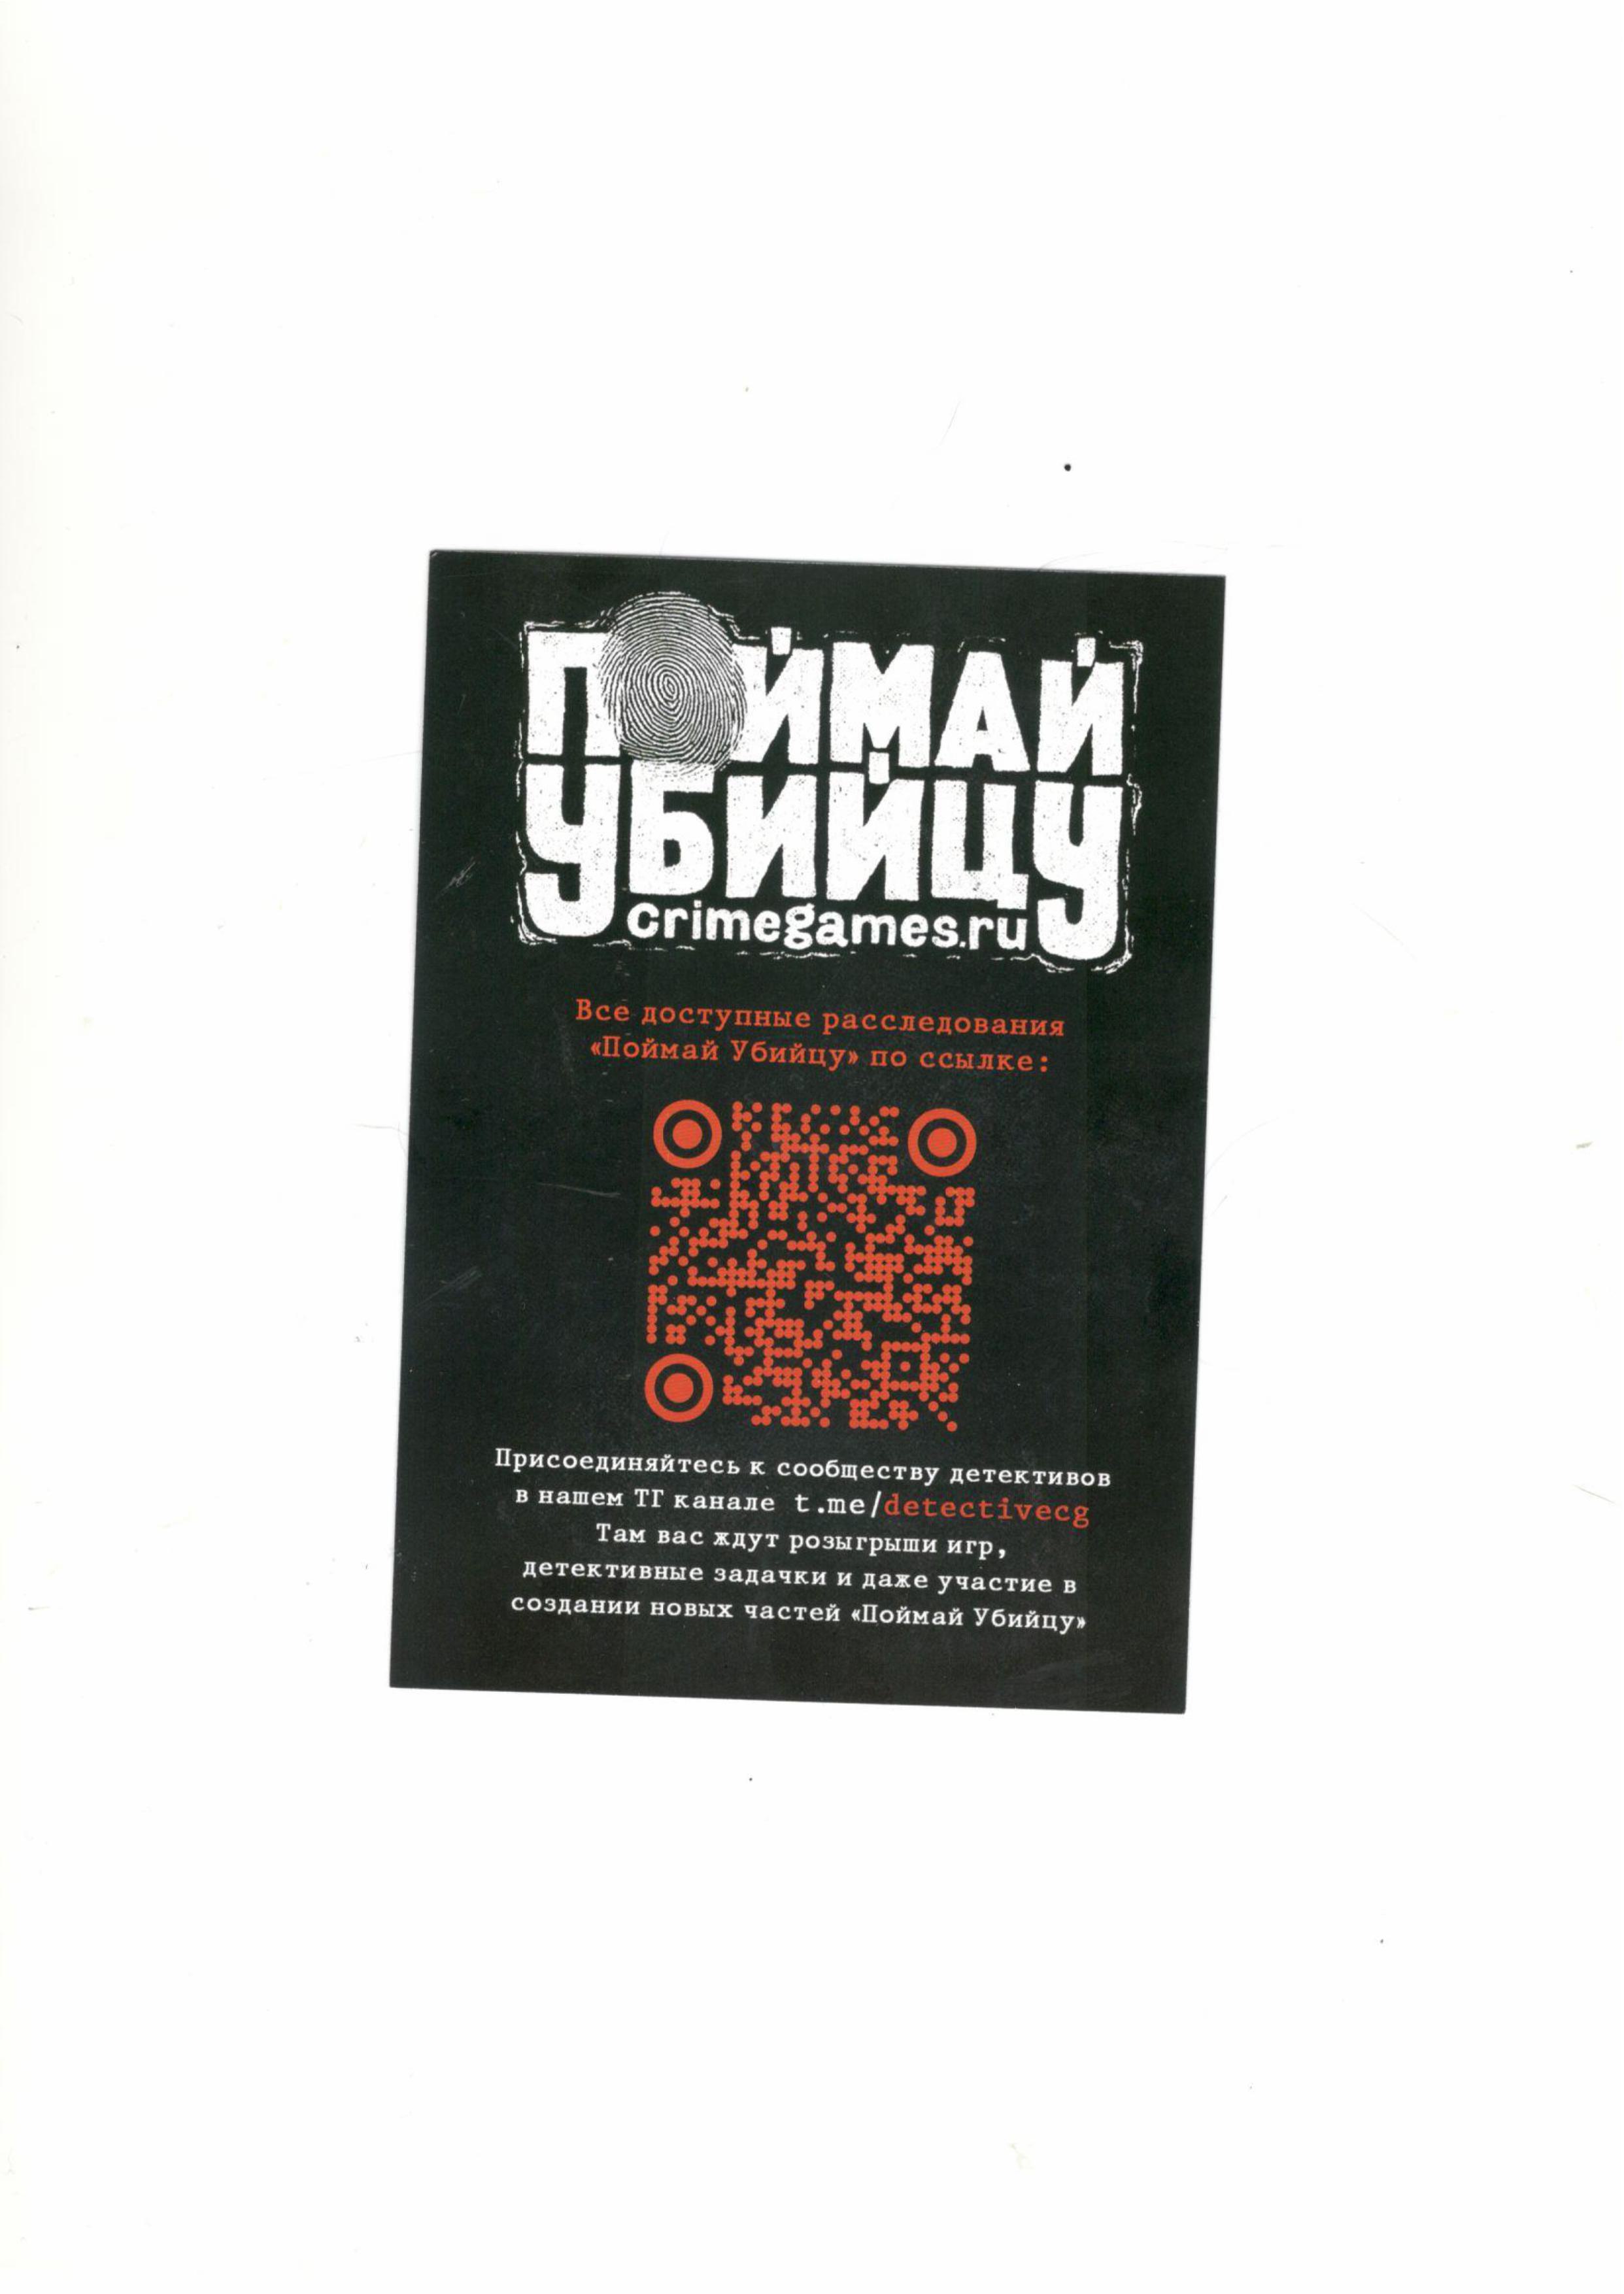 ПОЙМАЙ
УБИЙЦУ
crimegames.ru
Все доступные расследования
«Поймай Убийцу» по ссылке:
Присоединяйтесь к сообществу детективов
в нашем ТГ канале t.me/detectivecg
Там вас ждут розыгрыши игр,
детективные задачки и даже участие в
создании новых частей «Поймай Убийцу»